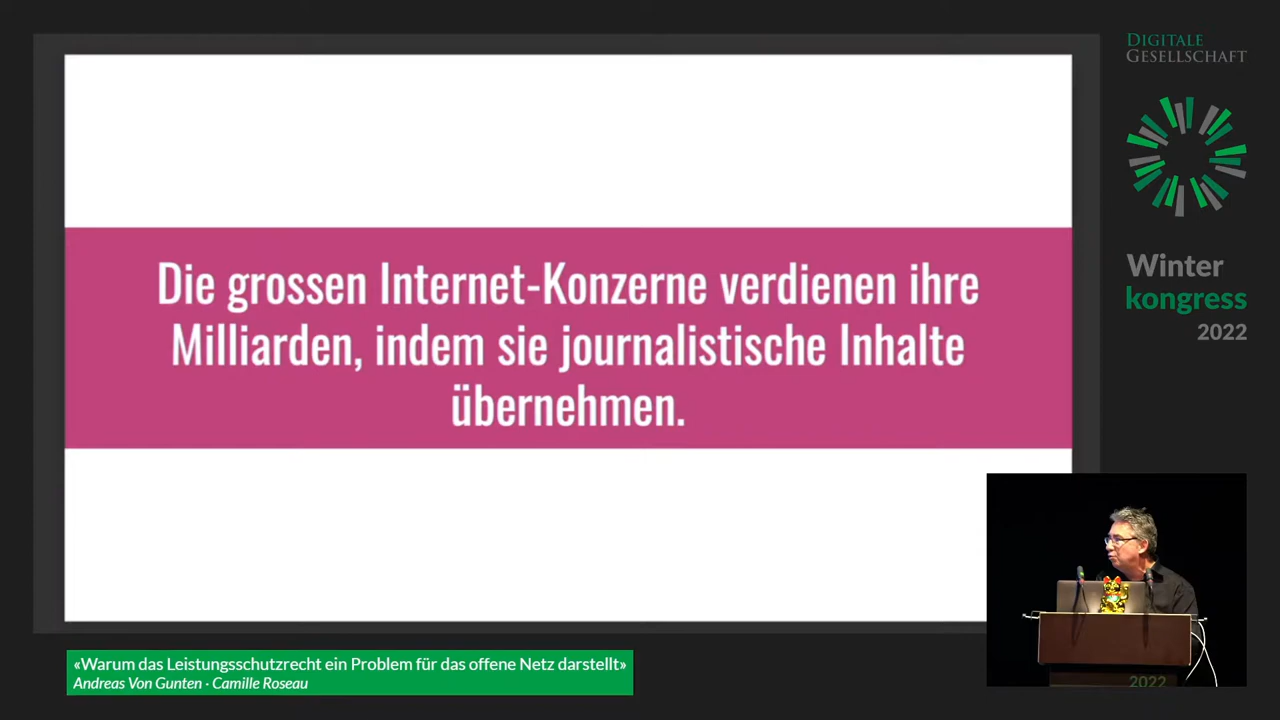 Die grossen Internet-Konzerne verdienen ihre
Milliarden, indem sie journalistische Inhalte
übernehmen.
DIGITALE
GESELLSCHAFT
Winter
kongress
2022
2022
«Warum das Leistungsschutzrecht ein Problem für das offene Netz darstellt»
Andreas Von Gunten · Camille Roseau